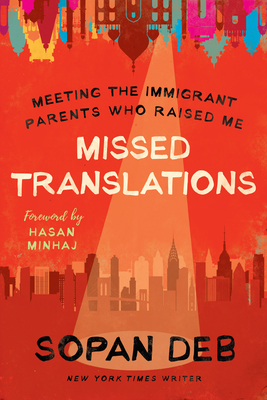 MEETING THE IMMIGRANT
PARENTS WHO RAISED ME
MISSED
TRANSLATIONS
Foreword by
HASAN
MINHAJ
SOPAN DEB
NEW YORK TIMES WRITER